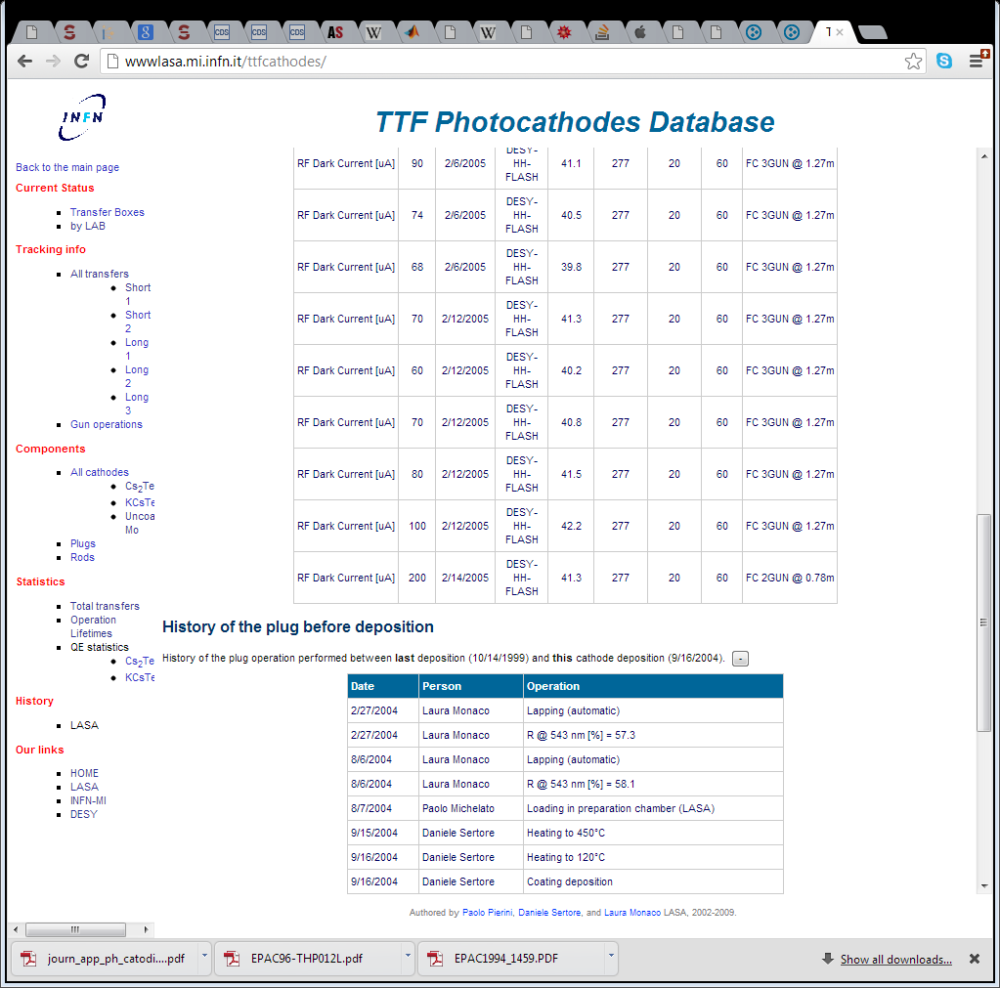 S
8
S
CDS
CDS
CDS
AS
W
W
T
wwwlasa.mi.infn.it/ttfcathodes/
INFN
TTF Photocathodes Database
Back to the main page
Current Status
Transfer Boxes
by LAB
Tracking info
All transfers
Short 
1
Short 
2
Long 
1
Long 
2
Long 
3
Gun operations
Components
All cathodes
Cs2Te
KCsTe
Uncoa
Mo
Plugs
Rods
Statistics
Total transfers
Operation
Lifetimes
QE statistics
Cs2Te
KCsTe
History
LASA
Our links
HOME
LASA
INFN-MI
DESY
RF Dark Current [uA] 90 2/6/2005 DESY-HH-FLASH 41.1 277 20 60 FC 3GUN @ 1.27m
RF Dark Current [uA] 74 2/6/2005 DESY-HH-FLASH 40.5 277 20 60 FC 3GUN @ 1.27m
RF Dark Current [uA] 68 2/6/2005 DESY-HH-FLASH 39.8 277 20 60 FC 3GUN @ 1.27m
RF Dark Current [uA] 70 2/12/2005 DESY-HH-FLASH 41.3 277 20 60 FC 3GUN @ 1.27m
RF Dark Current [uA] 60 2/12/2005 DESY-HH-FLASH 40.2 277 20 60 FC 3GUN @ 1.27m
RF Dark Current [uA] 70 2/12/2005 DESY-HH-FLASH 40.8 277 20 60 FC 3GUN @ 1.27m
RF Dark Current [uA] 80 2/12/2005 DESY-HH-FLASH 41.5 277 20 60 FC 3GUN @ 1.27m
RF Dark Current [uA] 100 2/12/2005 DESY-HH-FLASH 42.2 277 20 60 FC 3GUN @ 1.27m
RF Dark Current [uA] 200 2/14/2005 DESY-HH-FLASH 41.3 277 20 60 FC 2GUN @ 0.78m
History of the plug before deposition
History of the plug operation performed between last deposition (10/14/1999) and this cathode deposition (9/16/2004). -
Date Person Operation
2/27/2004 Laura Monaco Lapping (automatic)
2/27/2004 Laura Monaco R @ 543 nm [%] = 57.3
8/6/2004 Laura Monaco Lapping (automatic)
8/6/2004 Laura Monaco R @ 543 nm [%] = 58.1
8/7/2004 Paolo Michelato Loading in preparation chamber (LASA)
9/15/2004 Daniele Sertore Heating to 450°C
9/16/2004 Daniele Sertore Heating to 120°C
9/16/2004 Daniele Sertore Coating deposition
Authored by Paolo Pierini, Daniele Sertore, and Laura Monaco LASA, 2002-2009.
journ_app_ph_catodi....pdf
EPAC96-THP012L.pdf
EPAC1994_1459.PDF
Show all downloads...